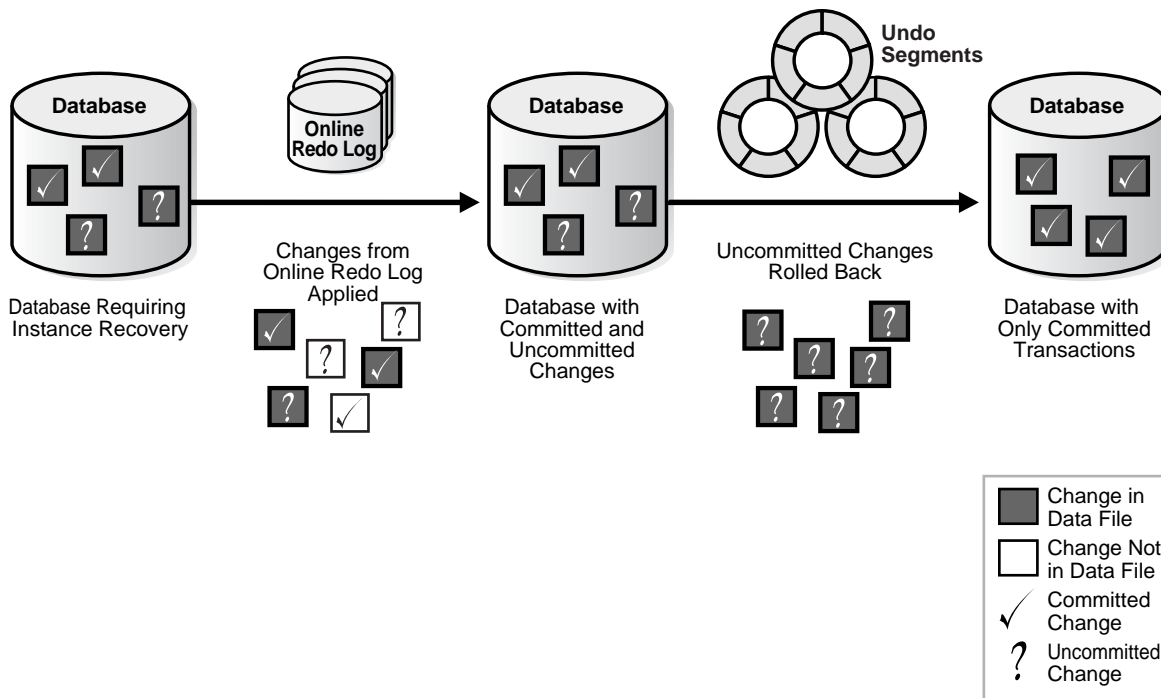 Undo
Segments
Database
Online
Redo Log
Database
Database
Changes from
Online Redo Log
Applied
Uncommitted Changes
Rolled Back
Database Requiring
Instance Recovery
Database with
Committed and
Uncommitted
Changes
Database with
Only Committed
Transactions
?
?
?
?
?
?
?
?
?
?
?
?
?
Change in
Data File
Change Not
in Data File
Committed
Change
?
Uncommitted
Change